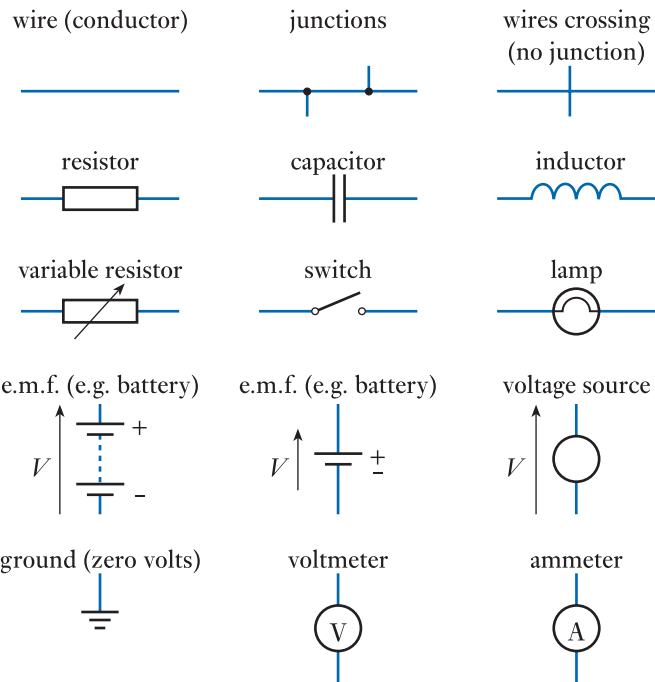 wire (conductor)
junctions
wires crossing
(no junction)
resistor
capacitor
inductor
variable resistor
switch
lamp
e.m.f. (e.g. battery)
e.m.f. (e.g. battery)
voltage source
V
+
–
V
+
–
V
ground (zero volts)
voltmeter
ammeter
V
A